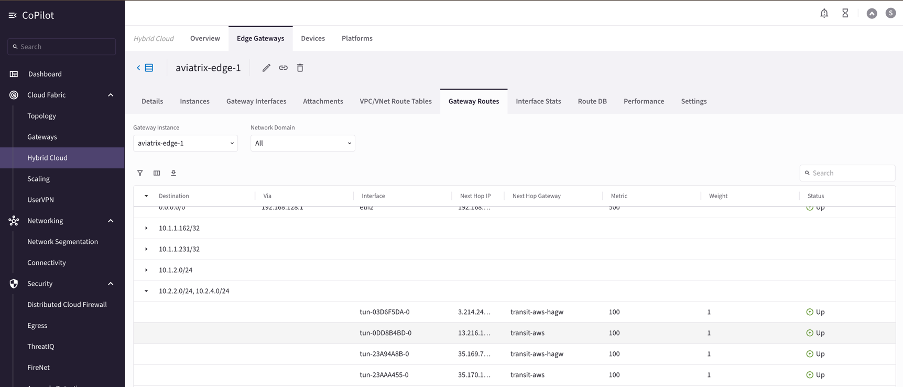 CoPilot
Search
Dashboard
Cloud Fabric
Topology
Gateways
Hybrid Cloud
Scaling
UserVPN
Networking
Network Segmentation
Connectivity
Security
Distributed Cloud Firewall
Egress
ThreatIQ
FireNet
A
S
Hybrid Cloud Overview Edge Gateways Devices Platforms
aviatrix-edge-1
Details Instances Gateway Interfaces Attachments VPC/VNet Route Tables Gateway Routes Interface Stats Route DB Performance Settings
Gateway Instance Network Domain
aviatrix-edge-1 All
Search
Destination Via Interface Next Hop IP Next Hop Gateway Metric Weight Status
0.0.0.0/0 192.168.128.1 192.168.... Up
10.1.1.162/32
10.1.1.231/32
10.1.2.0/24
10.2.2.0/24, 10.2.4.0/24
tun-03D6F5DA-0 3.214.24... transit-aws-hagw 100 1 Up
tun-0DD8B4BD-0 13.216.1... transit-aws 100 1 Up
tun-23A94A8B-0 35.169.7... transit-aws-hagw 100 1 Up
tun-23AAA455-0 35.170.1... transit-aws 100 1 Up